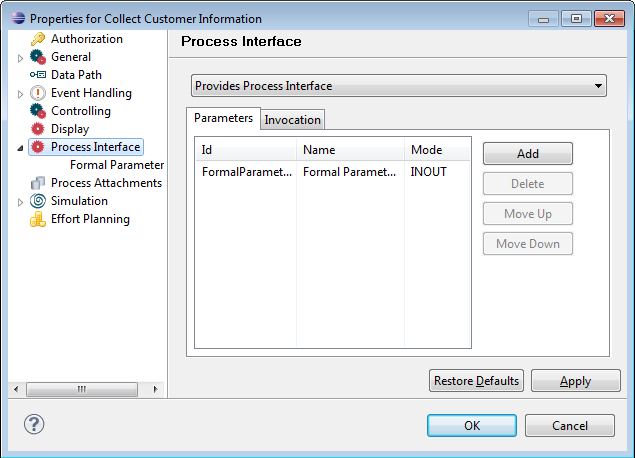 Properties for Collect Customer Information
Authorization
General
Data Path
Event Handling
Controlling
Display
Process Interface
Formal Parameter
Process Attachments
Simulation
Effort Planning
Process Interface
Provides Process Interface
Parameters Invocation
Id Name Mode
FormalParamet... Formal Paramet... INOUT
Add
Delete
Move Up
Move Down
Restore Defaults Apply
? OK Cancel